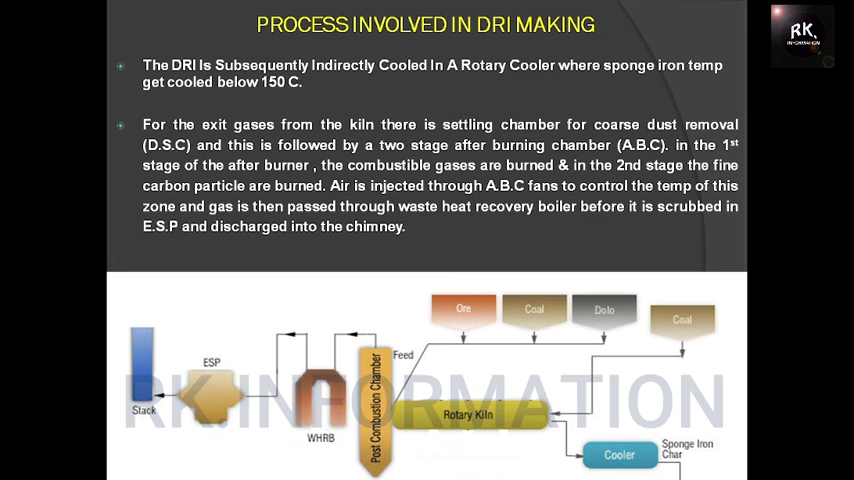 PROCESS INVOLVED IN DRI MAKING
RK.
INFORMATION
The DRI Is Subsequently Indirectly Cooled In A Rotary Cooler where sponge iron temp
get cooled below 150 C.
For the exit gases from the kiln there is settling chamber for coarse dust removal
(D.S.C) and this is followed by a two stage after burning chamber (A.B.C). in the 1st
stage of the after burner , the combustible gases are burned & in the 2nd stage the fine
carbon particle are burned. Air is injected through A.B.C fans to control the temp of this
zone and gas is then passed through waste heat recovery boiler before it is scrubbed in
E.S.P and discharged into the chimney.
Ore
Coal
Dolo
Coal
Feed
ESP
Post Combustion Chamber
RK.INFORMATION
Stack
Rotary Kiln
WHRB
Cooler
Sponge Iron
Char